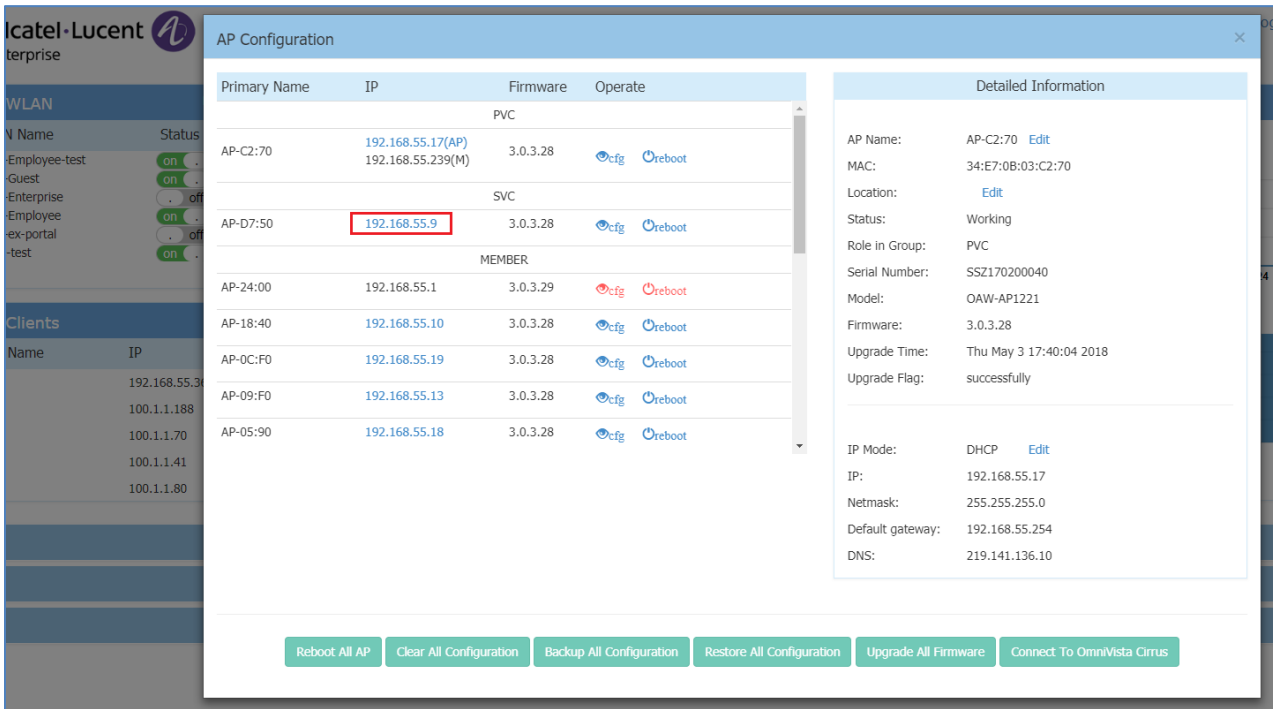 lcatel·Lucent
terprise
WLAN
N Name Status
-Employee-test on
-Guest on
-Enterprise off
-Employee on
-ex-portal off
-test on
Clients
Name IP
192.168.55.36
100.1.1.188
100.1.1.70
100.1.1.41
100.1.1.80
AP Configuration ×
Primary Name IP Firmware Operate
PVC
AP-C2:70 192.168.55.17(AP) 3.0.3.28 cfg reboot
192.168.55.239(M)
SVC
AP-D7:50 192.168.55.9 3.0.3.28 cfg reboot
MEMBER
AP-24:00 192.168.55.1 3.0.3.29 cfg reboot
AP-18:40 192.168.55.10 3.0.3.28 cfg reboot
AP-0C:F0 192.168.55.19 3.0.3.28 cfg reboot
AP-09:F0 192.168.55.13 3.0.3.28 cfg reboot
AP-05:90 192.168.55.18 3.0.3.28 cfg reboot
Detailed Information
AP Name: AP-C2:70 Edit
MAC: 34:E7:0B:03:C2:70
Location: Edit
Status: Working
Role in Group: PVC
Serial Number: SSZ170200040
Model: OAW-AP1221
Firmware: 3.0.3.28
Upgrade Time: Thu May 3 17:40:04 2018
Upgrade Flag: successfully
IP Mode: DHCP Edit
IP: 192.168.55.17
Netmask: 255.255.255.0
Default gateway: 192.168.55.254
DNS: 219.141.136.10
Reboot All AP Clear All Configuration Backup All Configuration Restore All Configuration Upgrade All Firmware Connect To OmniVista Cirrus